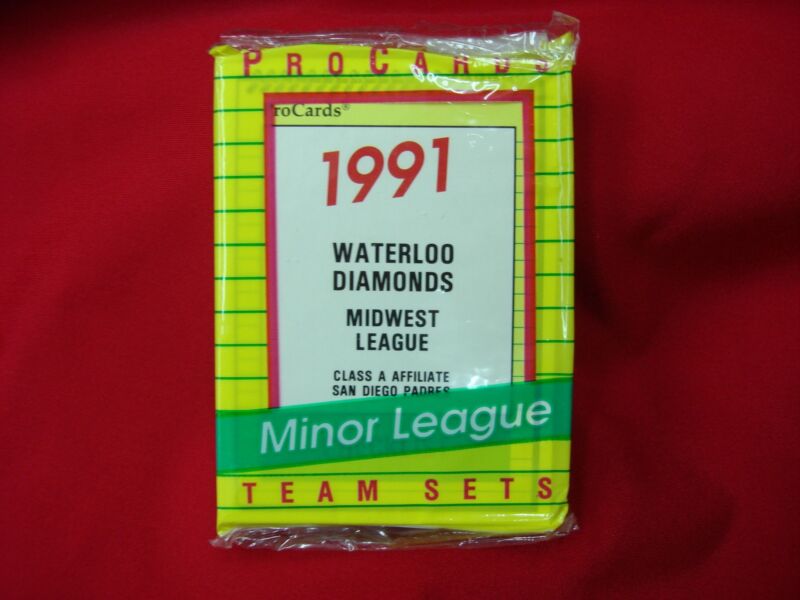 PROCARDS
roCards®
1991
WATERLOO
DIAMONDS
MIDWEST
LEAGUE
CLASS A AFFILIATE
SAN DIEGO PADRES
Minor League
TEAM SETS